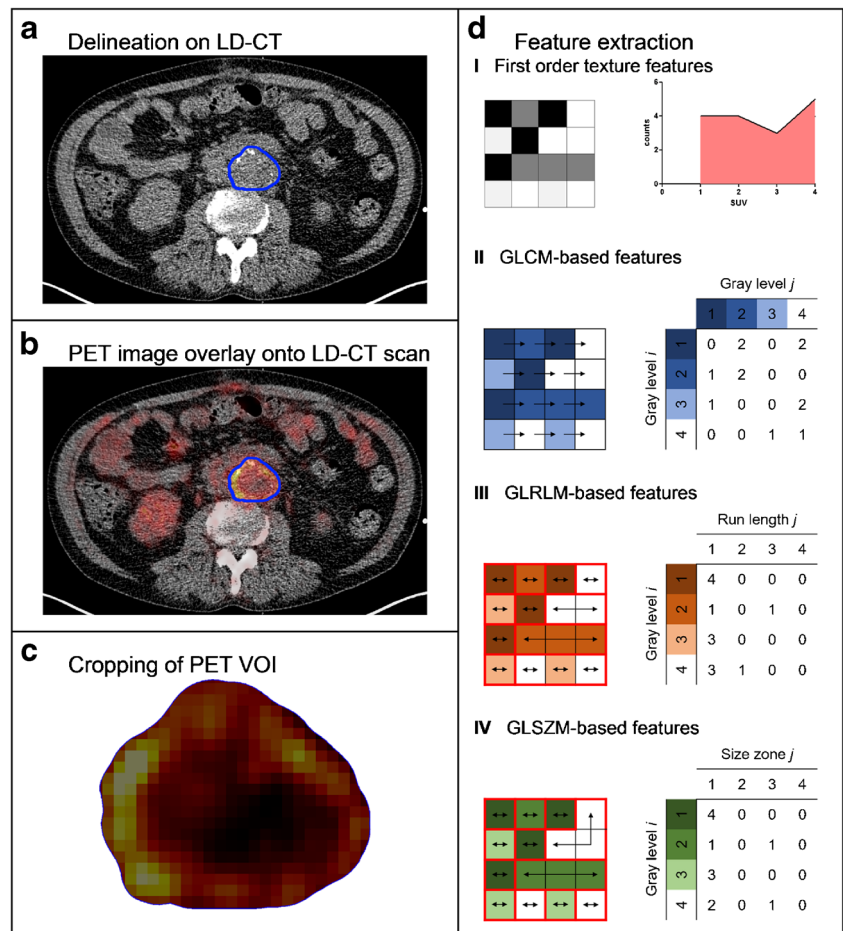 a Delineation on LD-CT
b PET image overlay onto LD-CT scan
c Cropping of PET VOI
d Feature extraction
I First order texture features
counts
6
4
2
0
0 1 2 3 4
SUV
II GLCM-based features
Gray level j
1 2 3 4
Gray level i
1 0 2 0 2
2 1 2 0 0
3 1 0 0 2
4 0 0 1 1
III GLRLM-based features
Run length j
1 2 3 4
Gray level i
1 4 0 0 0
2 1 0 1 0
3 3 0 0 0
4 3 1 0 0
IV GLSZM-based features
Size zone j
1 2 3 4
Gray level i
1 4 0 0 0
2 1 0 1 0
3 3 0 0 0
4 2 0 1 0